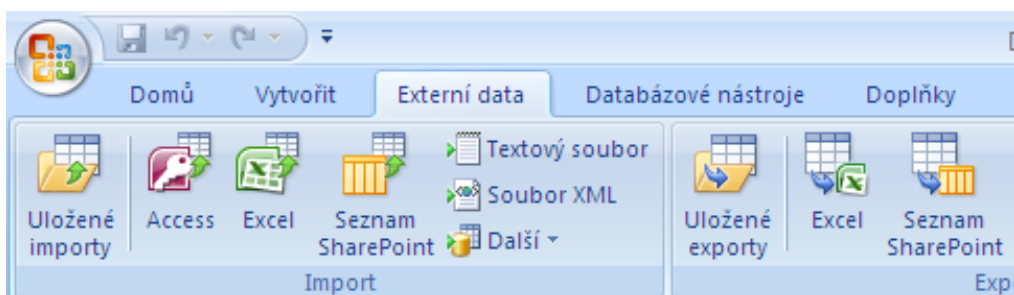 Domů Vytvořit Externí data Databázové nástroje Doplňky
Uložené importy
Access
Excel
Seznam SharePoint
Textový soubor
Soubor XML
Další
Import
Uložené exporty
Excel
Seznam SharePoint
Exp